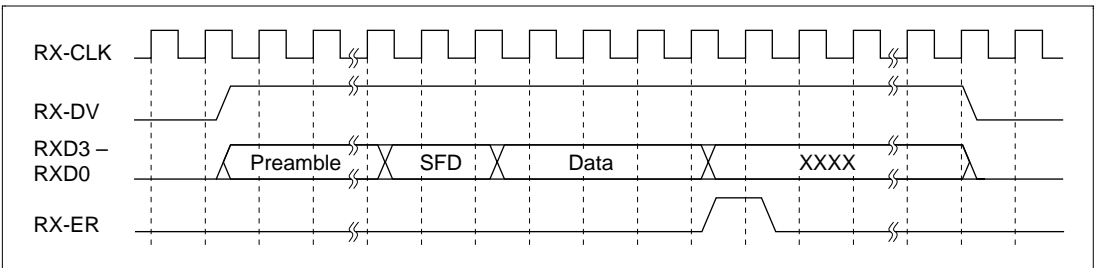 RX-CLK
RX-DV
RXD3 –
RXD0
Preamble SFD Data XXXX
RX-ER